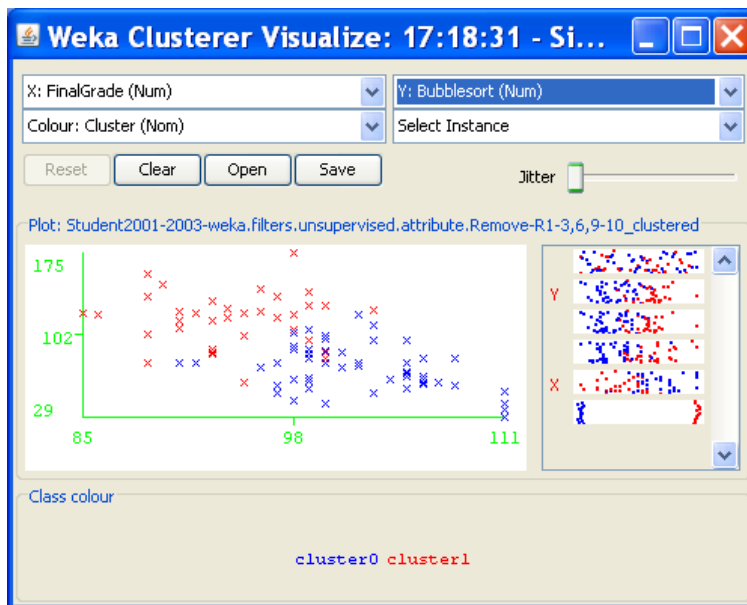 Weka Clusterer Visualize: 17:18:31 - Si...
X: FinalGrade (Num) Y: Bubblesort (Num)
Colour: Cluster (Nom) Select Instance
Reset Clear Open Save Jitter
Plot: Student2001-2003-weka.filters.unsupervised.attribute.Remove-R1-3,6,9-10_clustered
175
102
29
85 98 111
Y
X
Class colour
cluster0 cluster1